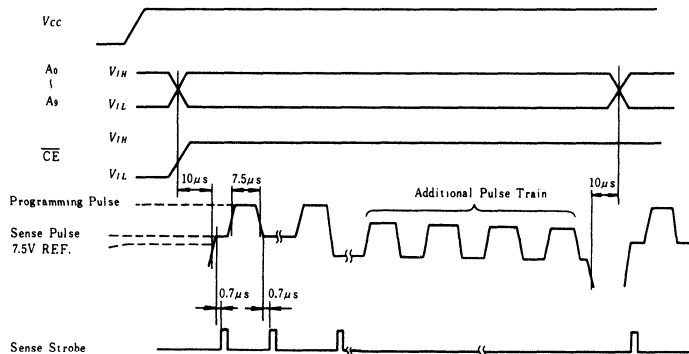 VCC
A0
VIH
~
A9
VIL
VIH
CE
VIL
10μs
7.5μs
10μs
Programming Pulse
Additional Pulse Train
Sense Pulse
7.5V REF.
0.7μs
0.7μs
Sense Strobe